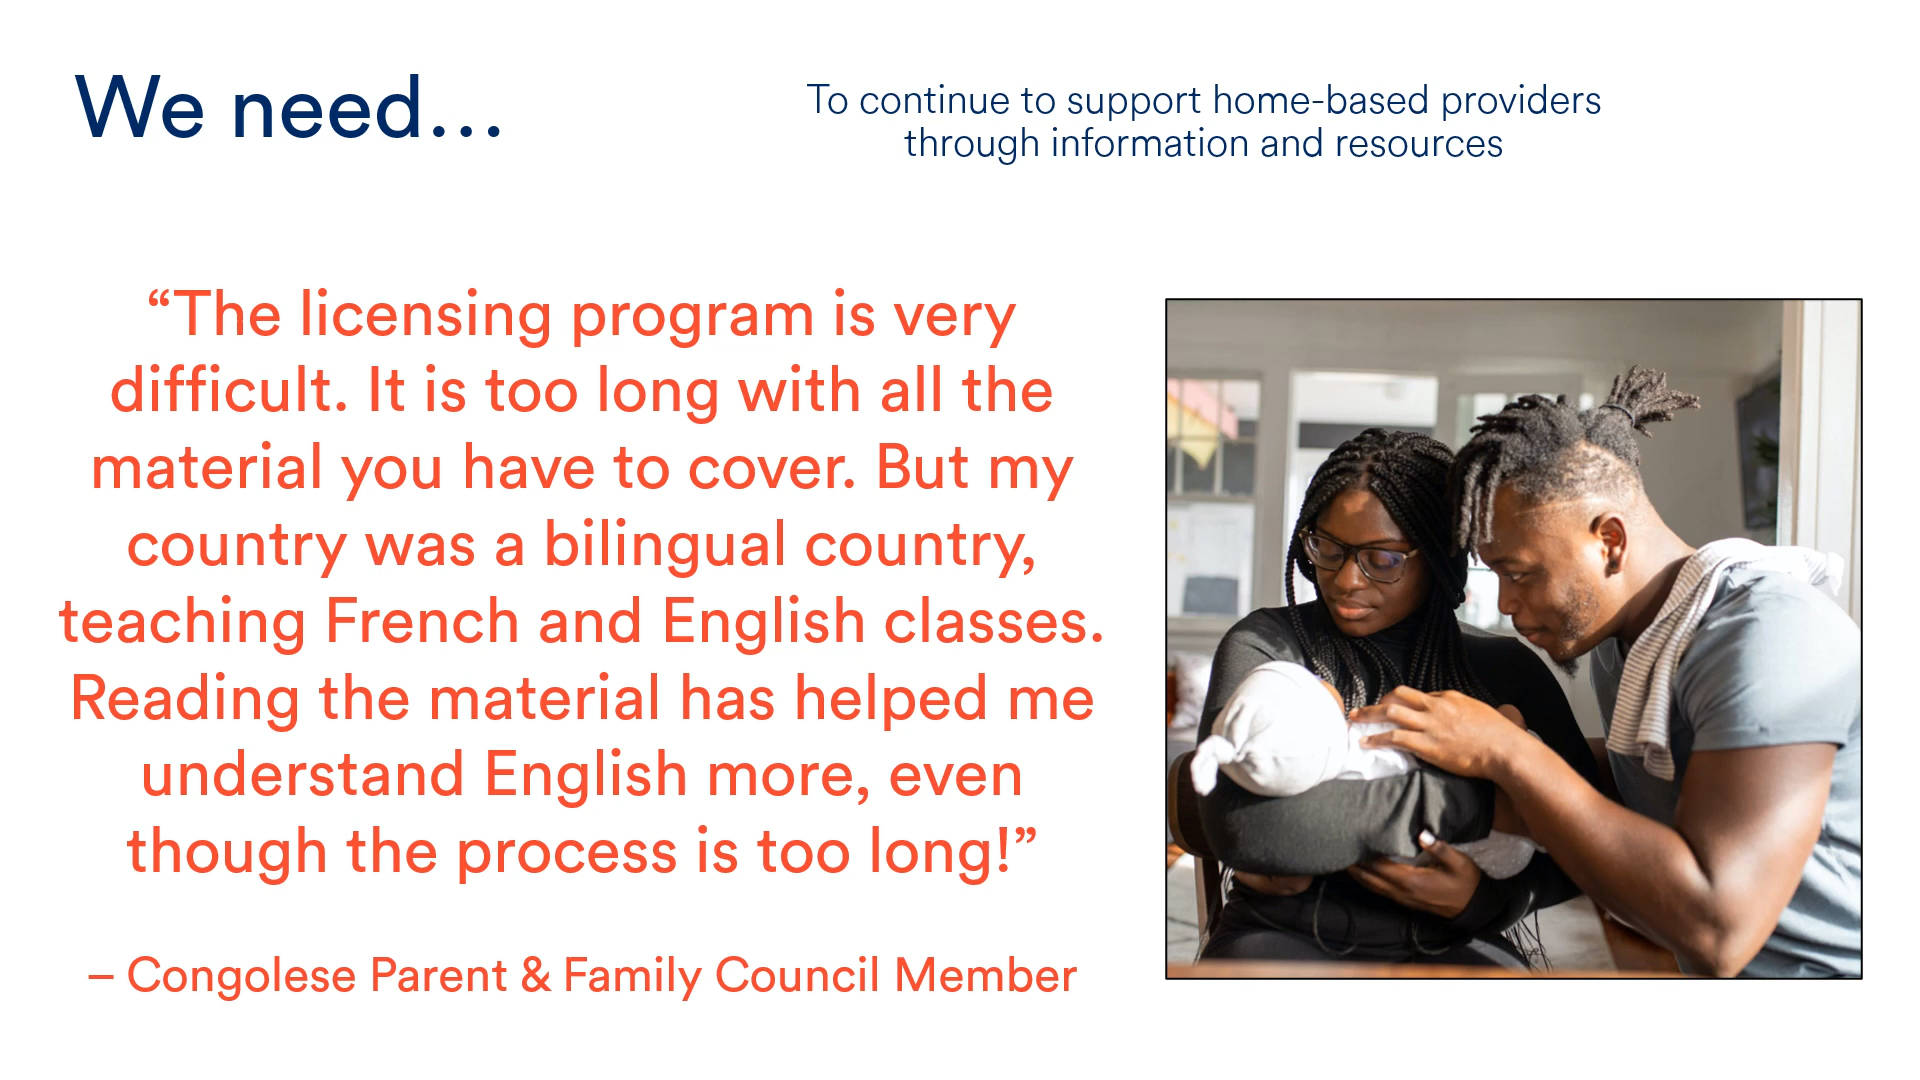 We need…
To continue to support home-based providers
through information and resources
“The licensing program is very
difficult. It is too long with all the
material you have to cover. But my
country was a bilingual country,
teaching French and English classes.
Reading the material has helped me
understand English more, even
though the process is too long!”
– Congolese Parent & Family Council Member